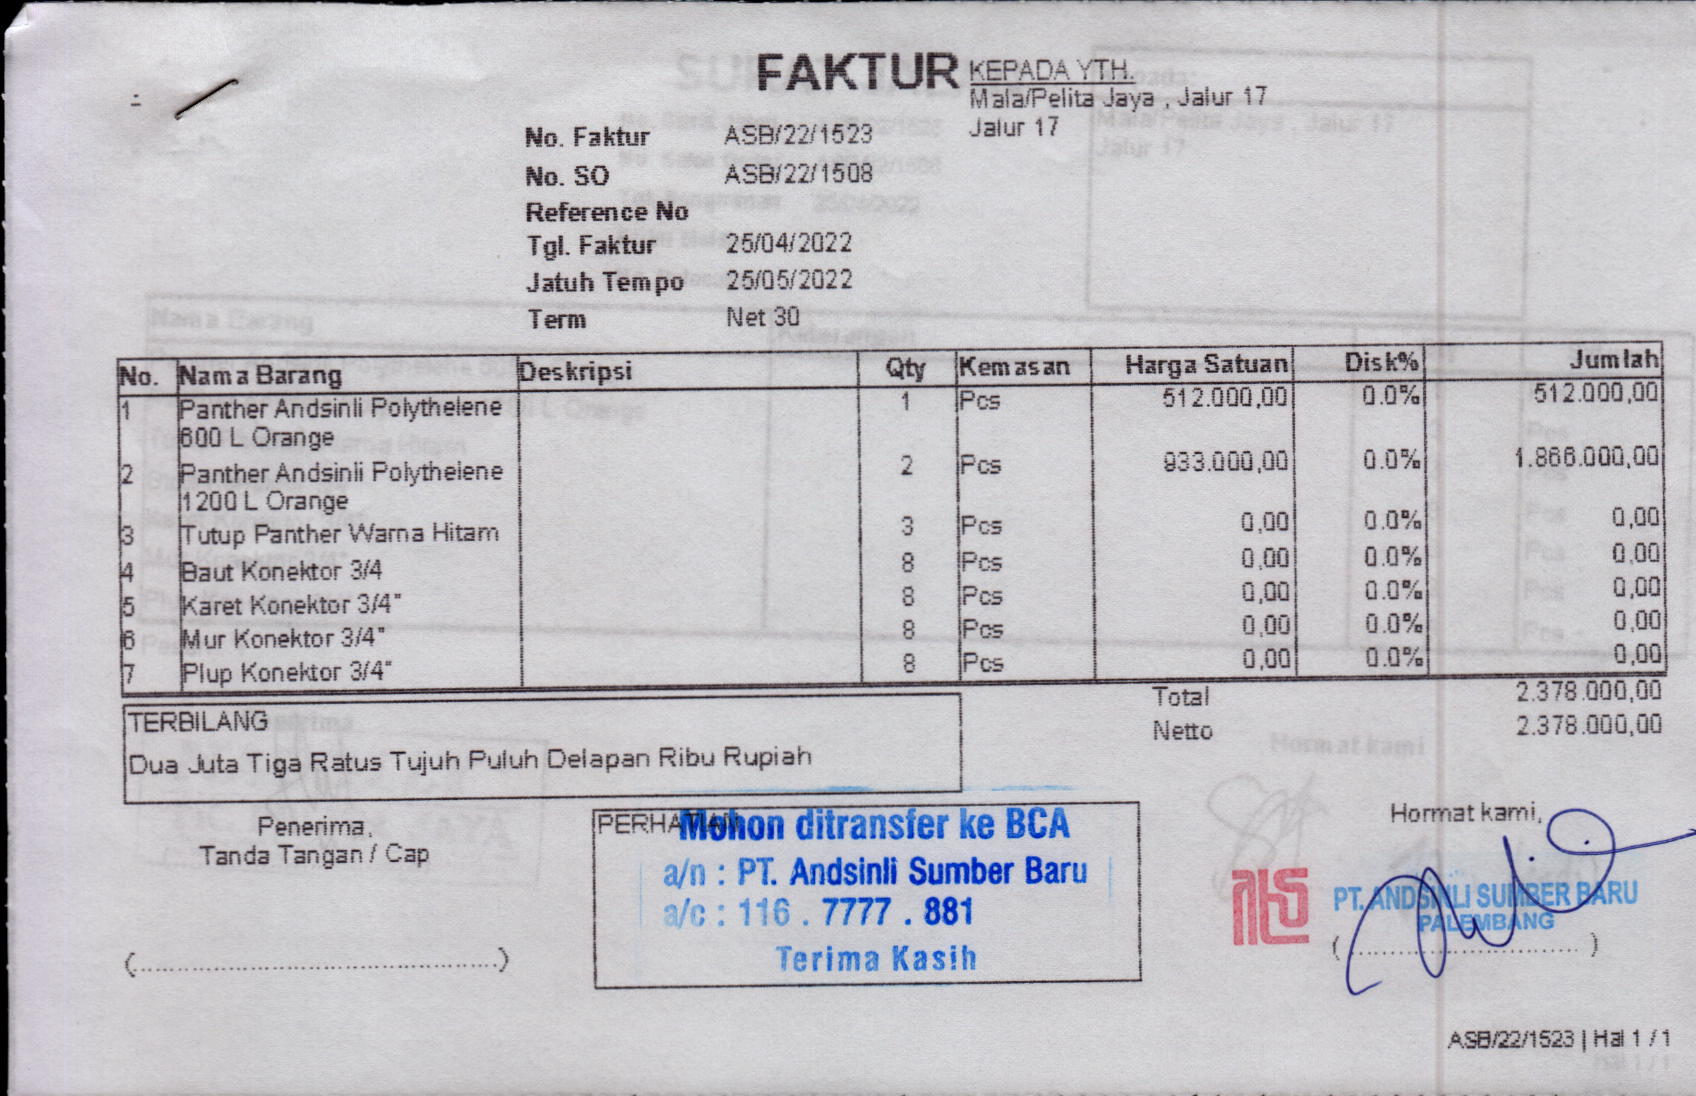 FAKTUR
KEPADA YTH.
Mala/Pelita Jaya , Jalur 17
Jalur 17
No. Faktur ASB/22/1523
No. SO ASB/22/1508
Reference No
Tgl. Faktur 25/04/2022
Jatuh Tempo 25/05/2022
Term Net 30
No. Nama Barang Deskripsi Qty Kemasan Harga Satuan Disk% Jumlah
1 Panther Andsinli Polythelene 1 Pcs 512.000,00 0.0% 512.000,00
600 L Orange
2 Panther Andsinli Polythelene 2 Pcs 933.000,00 0.0% 1.866.000,00
1200 L Orange
3 Tutup Panther Warna Hitam 3 Pcs 0,00 0.0% 0,00
4 Baut Konektor 3/4 8 Pcs 0,00 0.0% 0,00
5 Karet Konektor 3/4" 8 Pcs 0,00 0.0% 0,00
6 Mur Konektor 3/4" 8 Pcs 0,00 0.0% 0,00
7 Plup Konektor 3/4" 8 Pcs 0,00 0.0% 0,00
Total 2.378.000,00
Netto 2.378.000,00
TERBILANG
Dua Juta Tiga Ratus Tujuh Puluh Delapan Ribu Rupiah
Penerima,
Tanda Tangan / Cap
(.............................................)
PERHATIAN
Mohon ditransfer ke BCA
a/n : PT. Andsinli Sumber Baru
a/c : 116 . 7777 . 881
Terima Kasih
Hormat kami,
PT. ANDSINLI SUMBER BARU
PALEMBANG
(..............................)
ASB/22/1523 | Hal 1 / 1